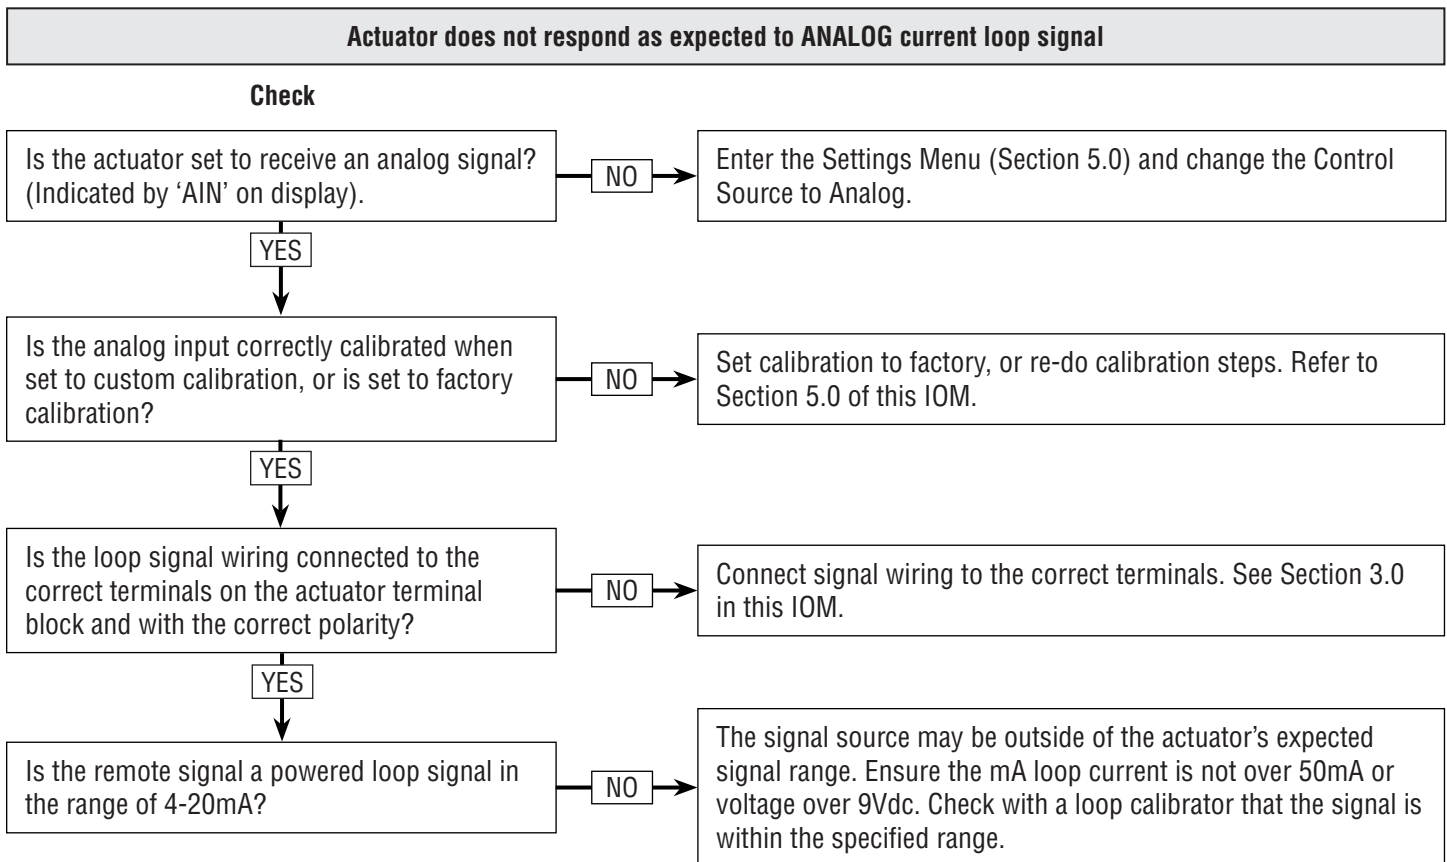 Actuator does not respond as expected to ANALOG current loop signal
Check
Is the actuator set to receive an analog signal?
(Indicated by ‘AIN’ on display).
NO
Enter the Settings Menu (Section 5.0) and change the Control
Source to Analog.
YES
Is the analog input correctly calibrated when
set to custom calibration, or is set to factory
calibration?
NO
Set calibration to factory, or re-do calibration steps. Refer to
Section 5.0 of this IOM.
YES
Is the loop signal wiring connected to the
correct terminals on the actuator terminal
block and with the correct polarity?
NO
Connect signal wiring to the correct terminals. See Section 3.0
in this IOM.
YES
Is the remote signal a powered loop signal in
the range of 4-20mA?
NO
The signal source may be outside of the actuator’s expected
signal range. Ensure the mA loop current is not over 50mA or
voltage over 9Vdc. Check with a loop calibrator that the signal is
within the specified range.